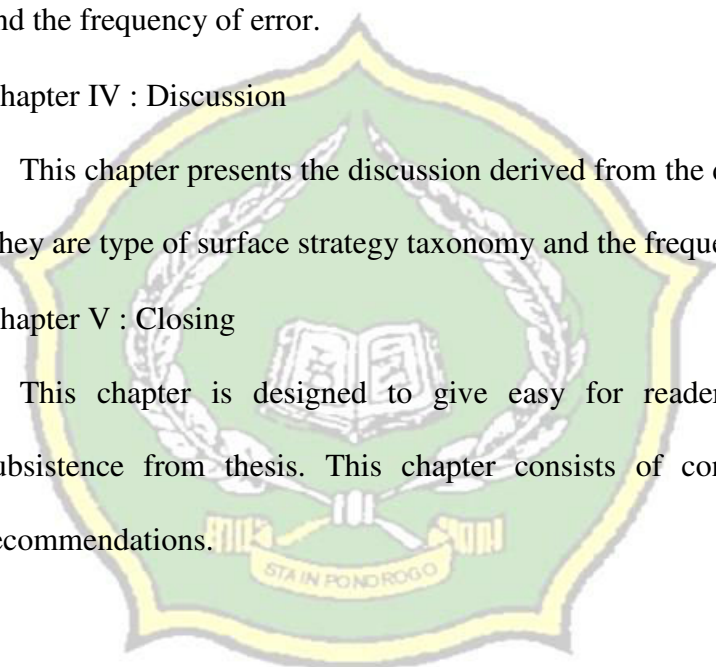 nd the frequency of error.
hapter IV : Discussion
This chapter presents the discussion derived from the
hey are type of surface strategy taxonomy and the freque
hapter V : Closing
This chapter is designed to give easy for reader
ubsistence from thesis. This chapter consists of con
ecommendations.
STAIN PONOROGO